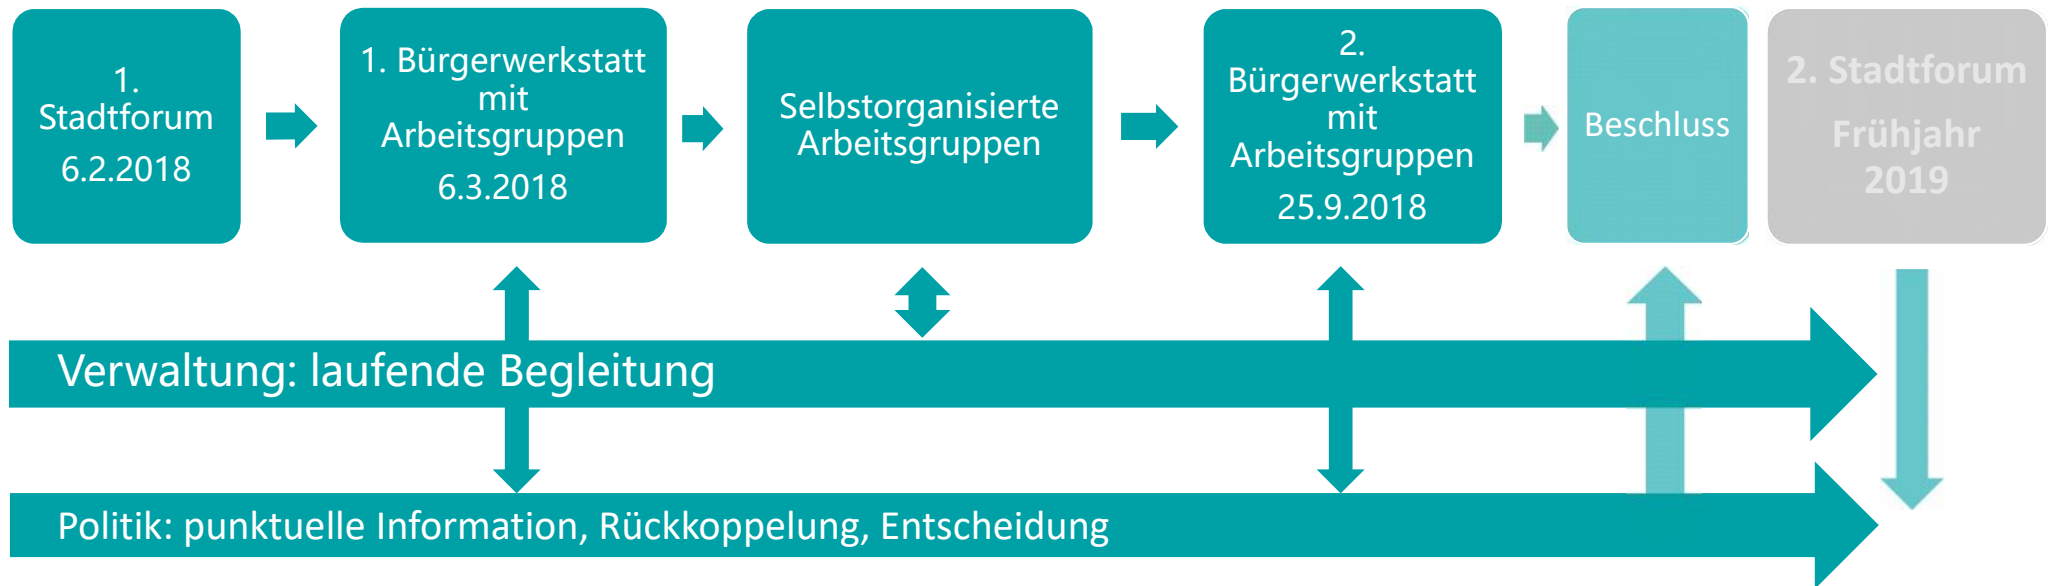 1.
Stadtforum
6.2.2018
1. Bürgerwerkstatt
mit
Arbeitsgruppen
6.3.2018
Selbstorganisierte
Arbeitsgruppen
2.
Bürgerwerkstatt
mit
Arbeitsgruppen
25.9.2018
Beschluss
2. Stadtforum
Frühjahr
2019
Verwaltung: laufende Begleitung
Politik: punktuelle Information, Rückkoppelung, Entscheidung